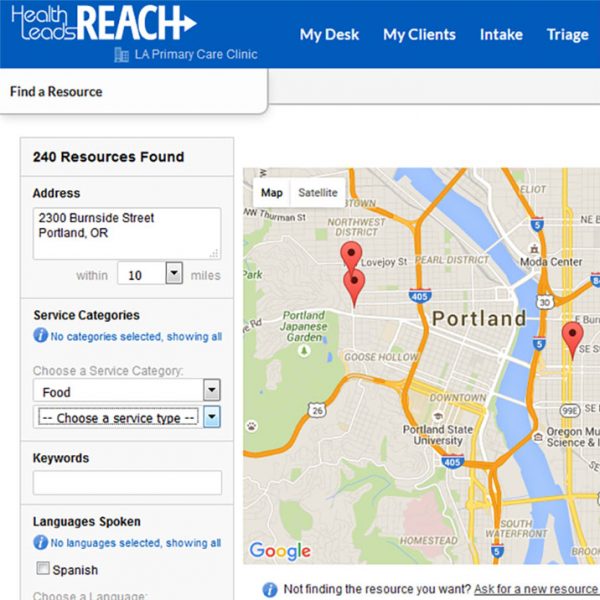 Health
Leads REACH
LA Primary Care Clinic
My Desk My Clients Intake Triage
Find a Resource
240 Resources Found
Address
2300 Burnside Street
Portland, OR
within 10 miles
Service Categories
No categories selected, showing all
Choose a Service Category:
Food
-- Choose a service type --
Keywords
Languages Spoken
No languages selected, showing all
Spanish
Choose a Language:
Map Satellite
NW Thurman St
NORTHWEST
DISTRICT
ELIOT
5
Lovejoy St
PEARL DISTRICT
Moda Center
Park
405
30
Portland
Portland
Japanese
Garden
5
GOOSE HOLLOW
26
DOWNTOWN
99E
Portland State
University
Oregon Mu
Science & I
405
SOUTH
WATERFRONT
HOMESTEAD
5
BROO
Google
Not finding the resource you want? Ask for a new resource